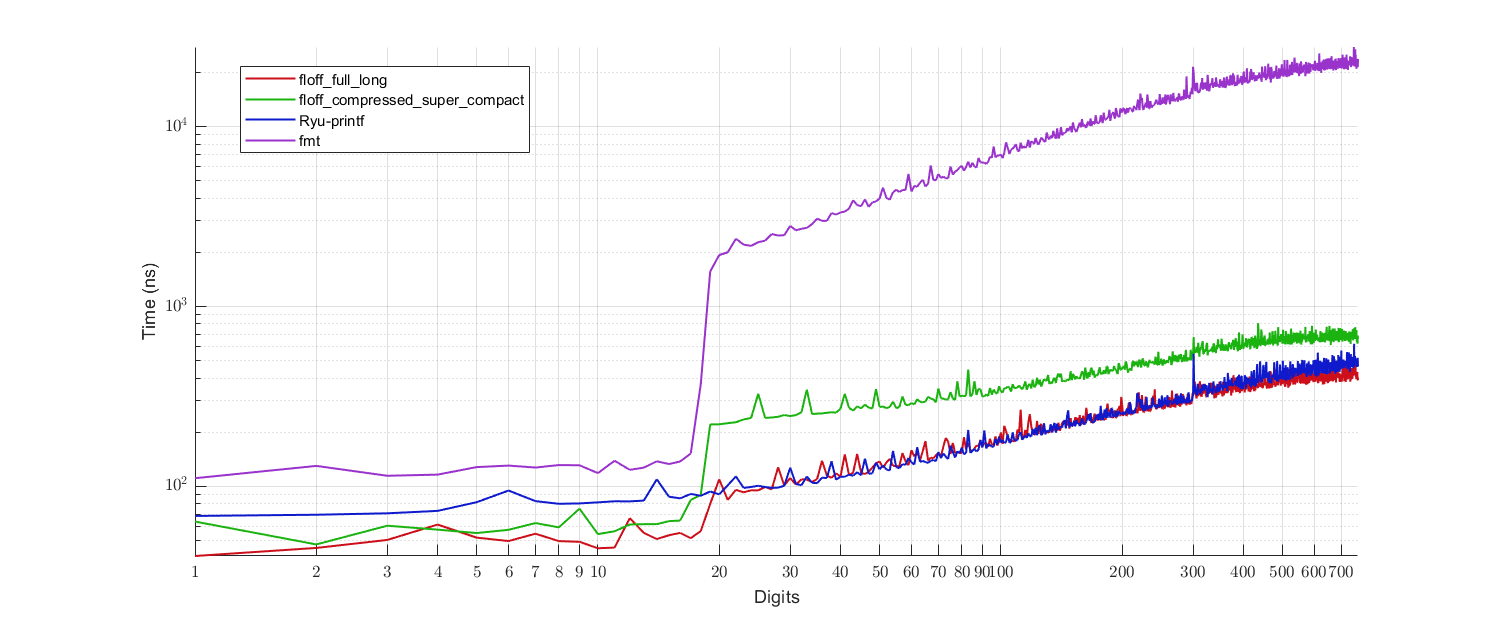 floff_full_long
floff_compressed_super_compact
Ryu-printf
fmt
Time (ns)
10^4
10^3
10^2
1 2 3 4 5 6 7 8 9 10 20 30 40 50 60 70 80 90 100 200 300 400 500 600 700
Digits